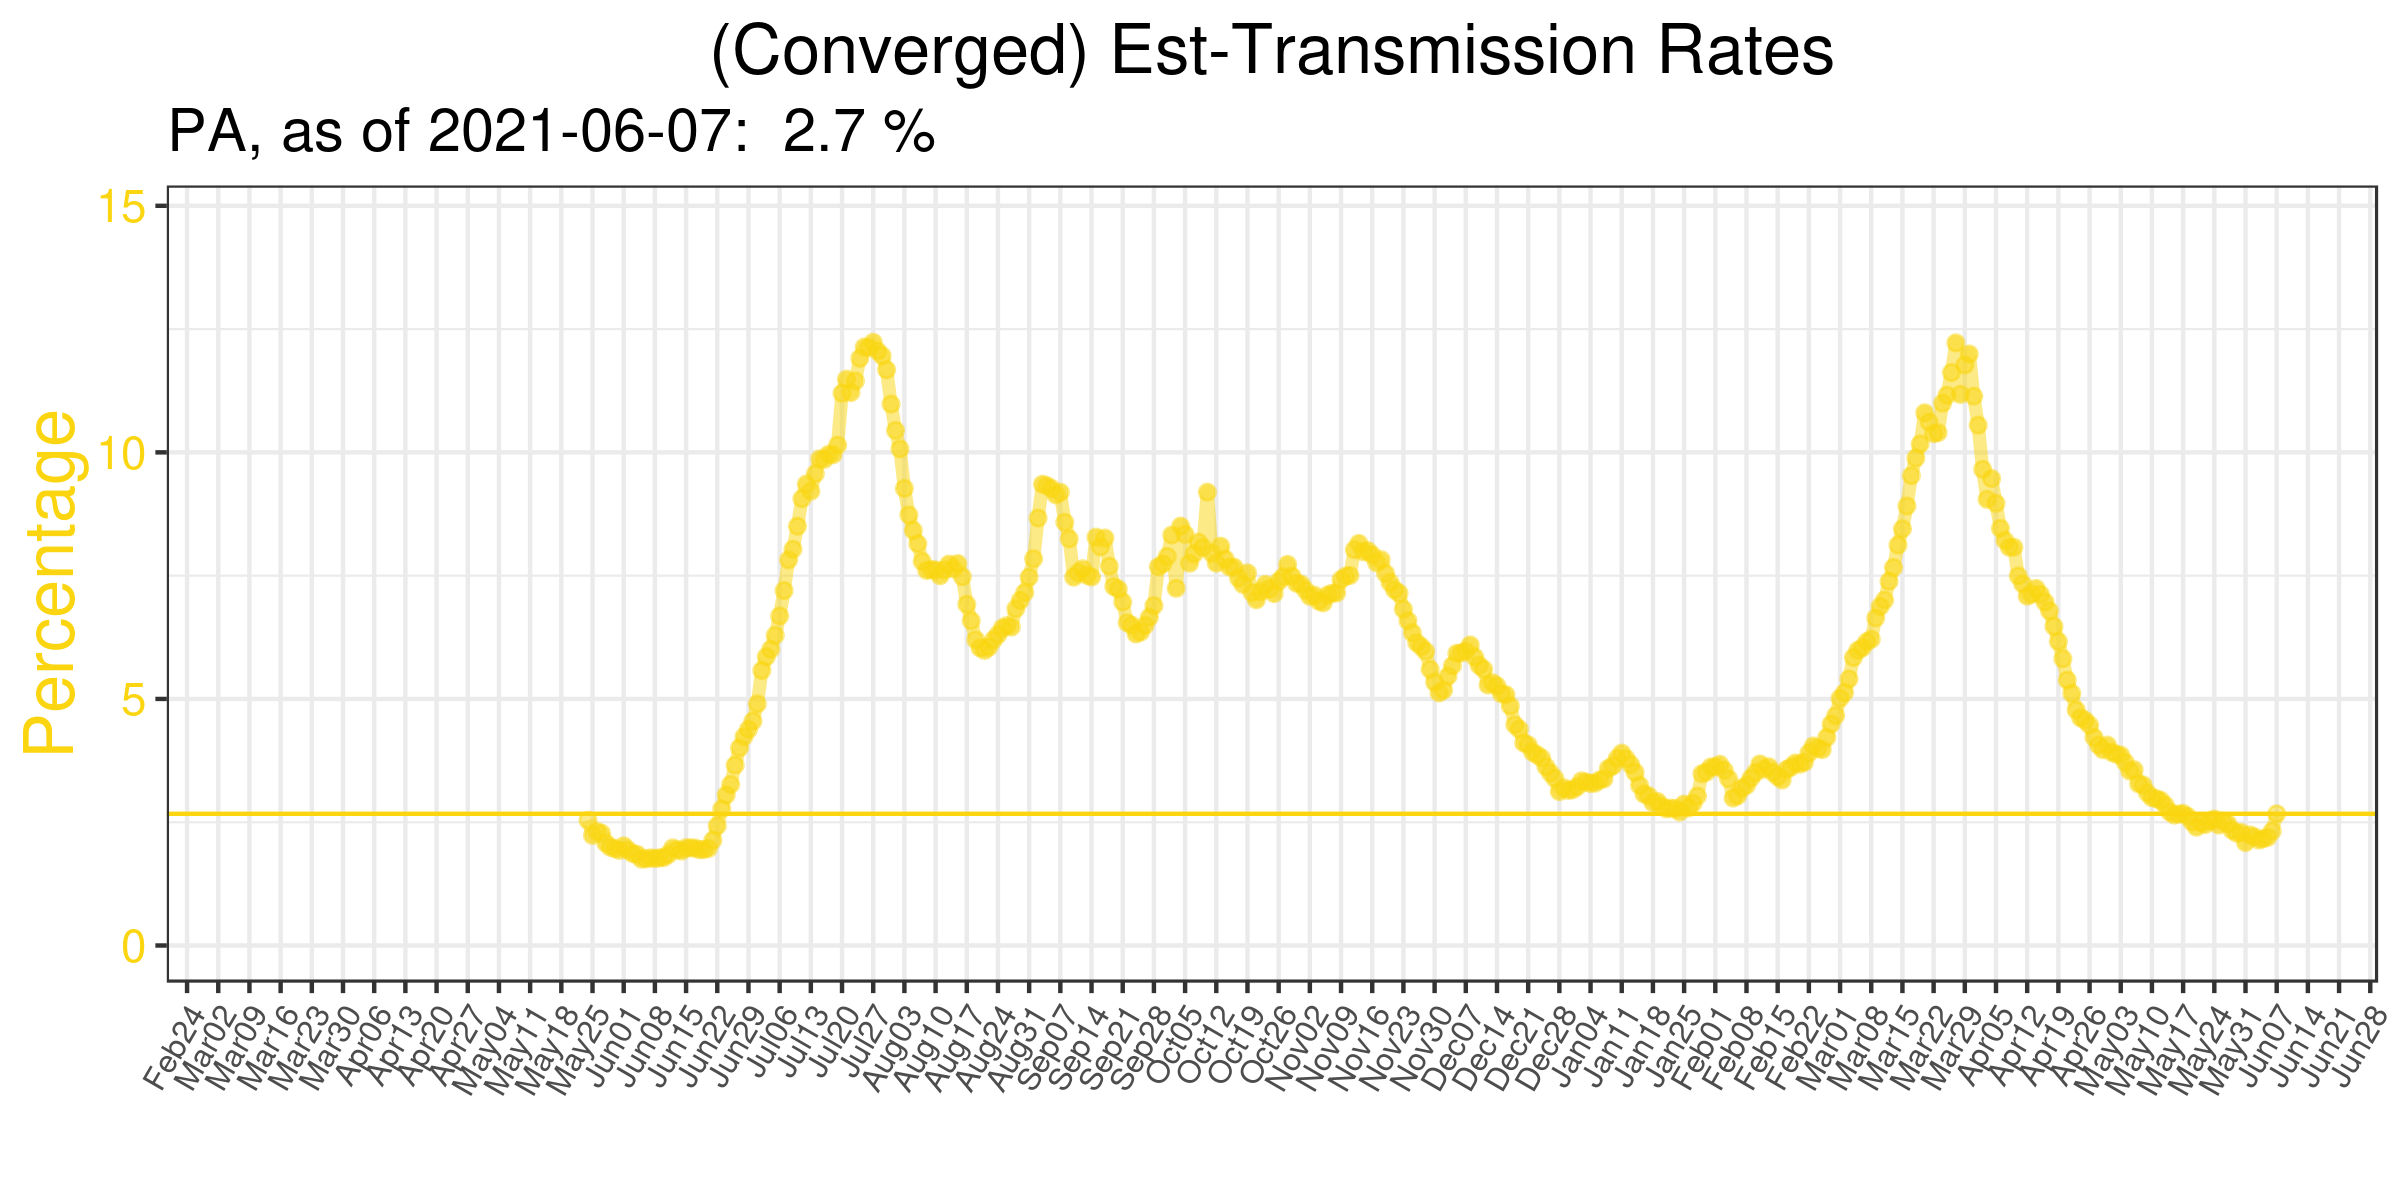 (Converged) Est-Transmission Rates
PA, as of 2021-06-07:  2.7 %
Percentage
15
10
5
0
Feb24
Mar02
Mar09
Mar16
Mar23
Mar30
Apr06
Apr13
Apr20
Apr27
May04
May11
May18
May25
Jun01
Jun08
Jun15
Jun22
Jun29
Jul06
Jul13
Jul20
Jul27
Aug03
Aug10
Aug17
Aug24
Aug31
Sep07
Sep14
Sep21
Sep28
Oct05
Oct12
Oct19
Oct26
Nov02
Nov09
Nov16
Nov23
Nov30
Dec07
Dec14
Dec21
Dec28
Jan04
Jan11
Jan18
Jan25
Feb01
Feb08
Feb15
Feb22
Mar01
Mar08
Mar15
Mar22
Mar29
Apr05
Apr12
Apr19
Apr26
May03
May10
May17
May24
May31
Jun07
Jun14
Jun21
Jun28